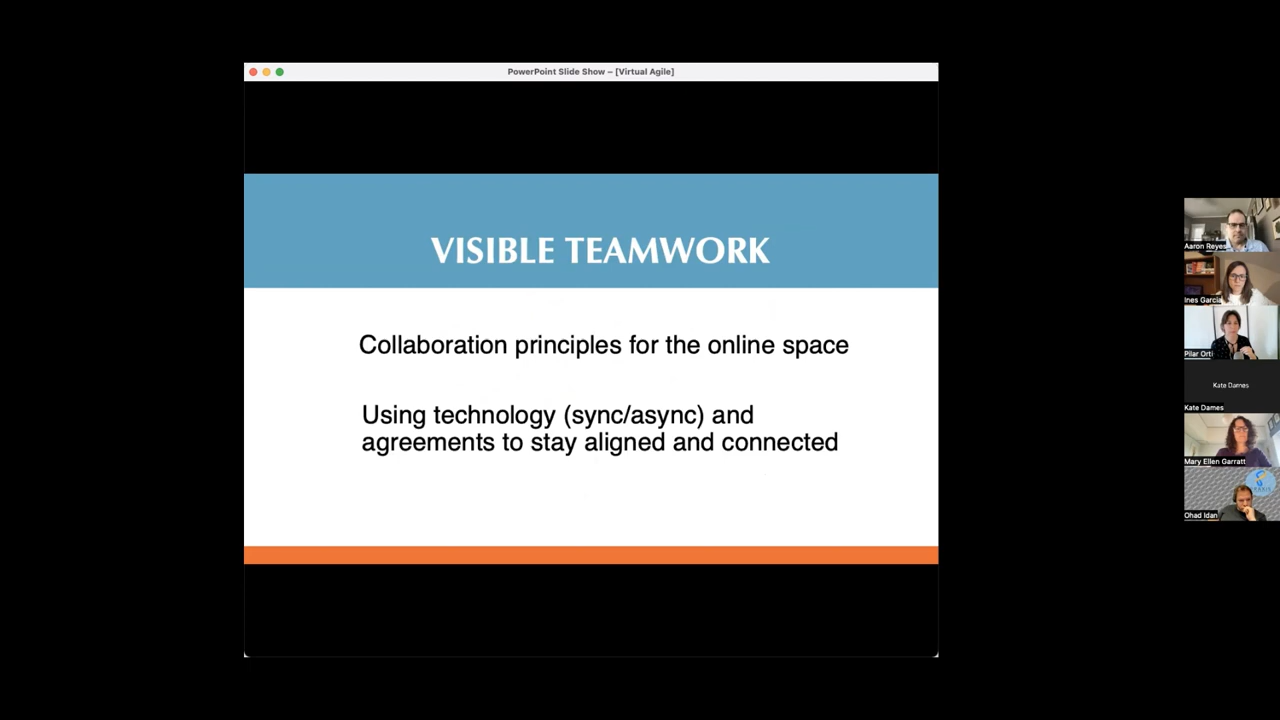 PowerPoint Slide Show – [Virtual Agile]
VISIBLE TEAMWORK
Collaboration principles for the online space
Using technology (sync/async) and
agreements to stay aligned and connected
Aaron Reyes
Ines Garcia
Pilar Orti
Kate Dames
Kate Dames
Mary Ellen Garratt
Ohad Idan